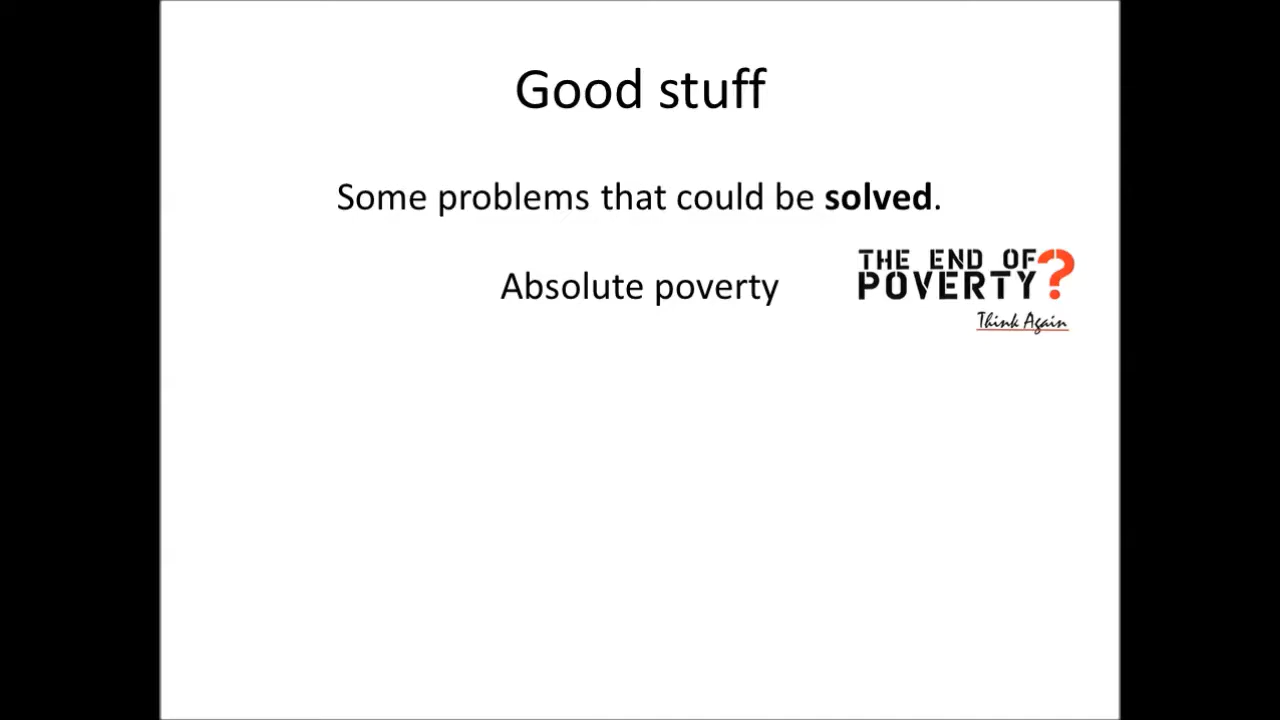 Good stuff
Some problems that could be solved.
Absolute poverty
THE END OF
POVERTY?
Think Again